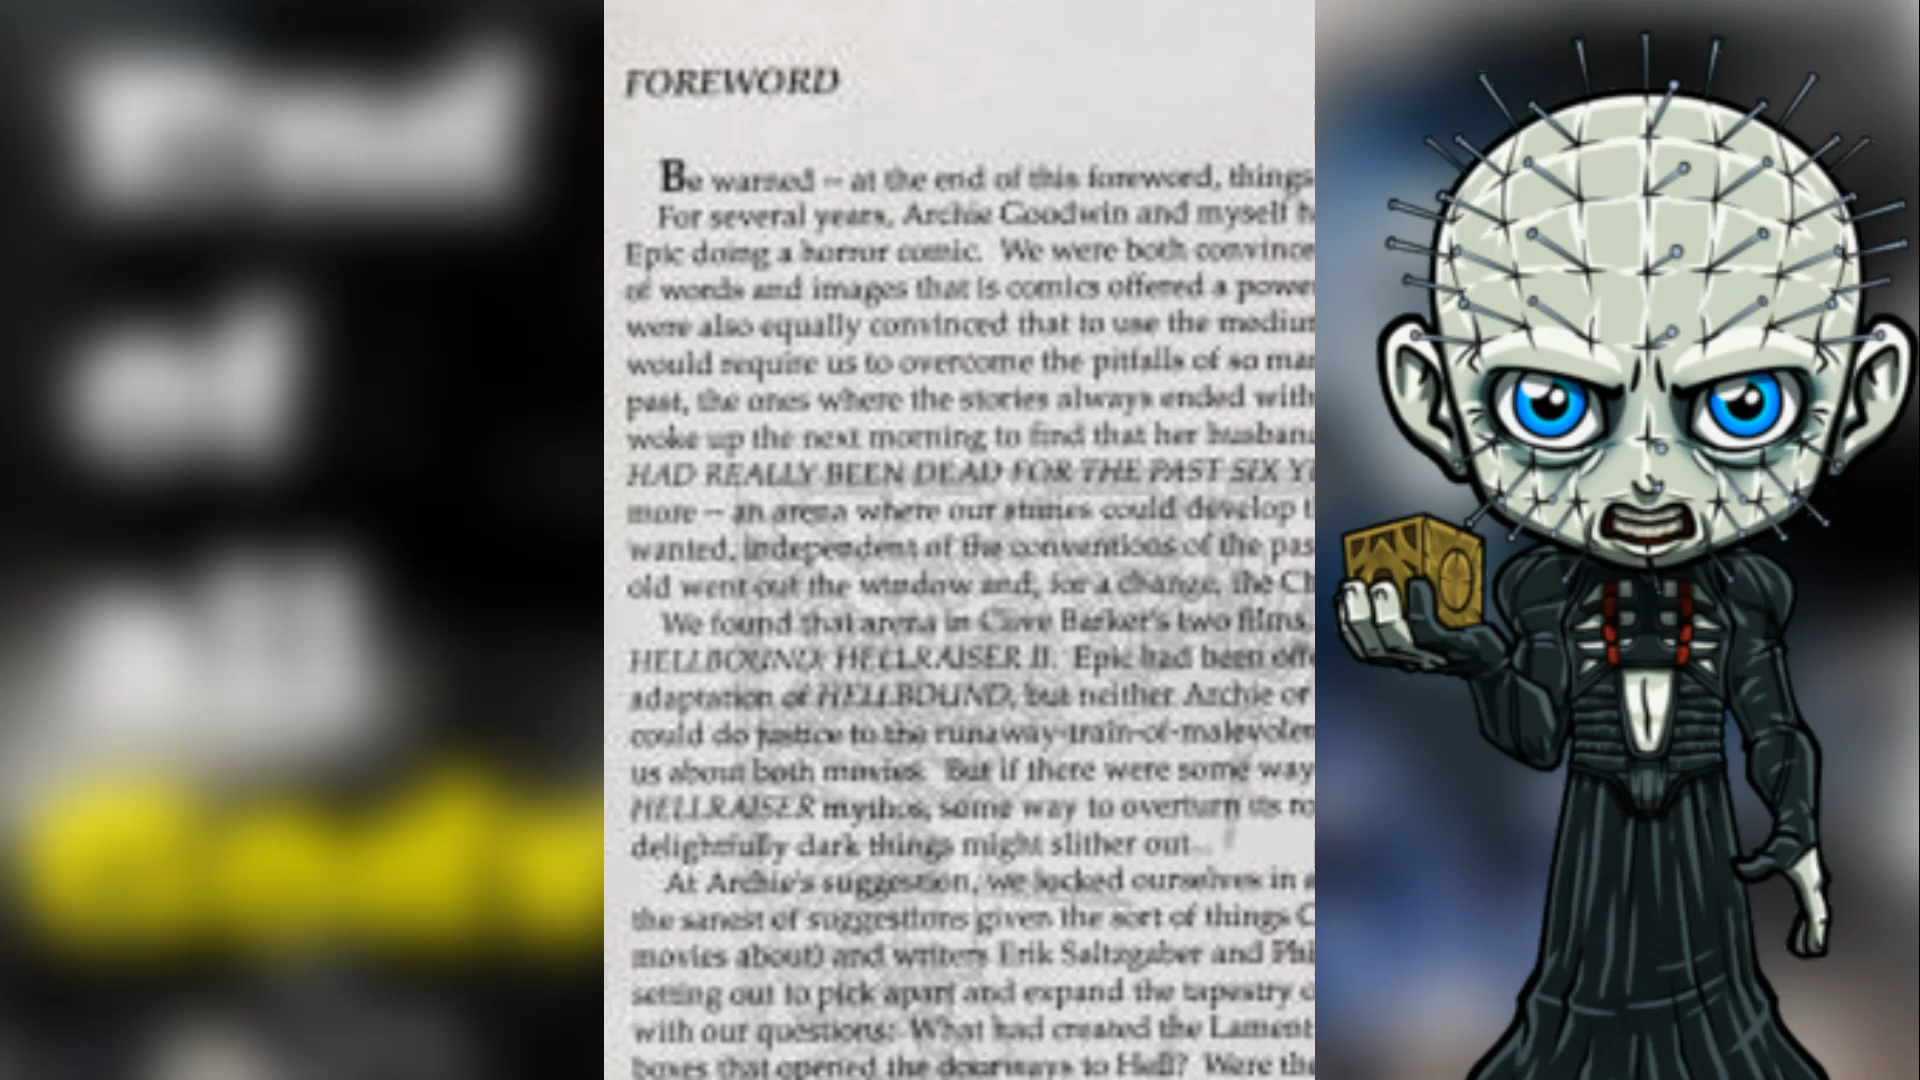 FOREWORD
Be warned — at the end of this foreword, things
For several years, Archie Goodwin and myself h
Epic doing a horror comic. We were both convince
of words and images that is comics offered a powe
were also equally convinced that to use the medium
would require us to overcome the pitfalls of so ma
past, the ones where the stories always ended with
woke up the next morning to find that her husban
HAD REALLY BEEN DEAD FOR THE PAST SIX Y
more — an arena where our stories could develop t
wanted, independent of the conventions of the pas
old went out the window and, for a change, the Ch
We found that arena in Clive Barker's two films,
HELLBOUND: HELLRAISER II. Epic had been off
adaptation of HELLBOUND, but neither Archie or
could do justice to the runaway-train-of-malevolen
us about both movies. But if there were some way
HELLRAISER mythos, some way to overturn its ro
delightfully dark things might slither out...
At Archie's suggestion, we locked ourselves in a
the sanest of suggestions given the sort of things C
movies about) and writers Erik Saltzgaber and Phi
setting out to pick apart and expand the tapestry o
with our questions: What had created the Lament
boxes that opened the doorways to Hell? Were the